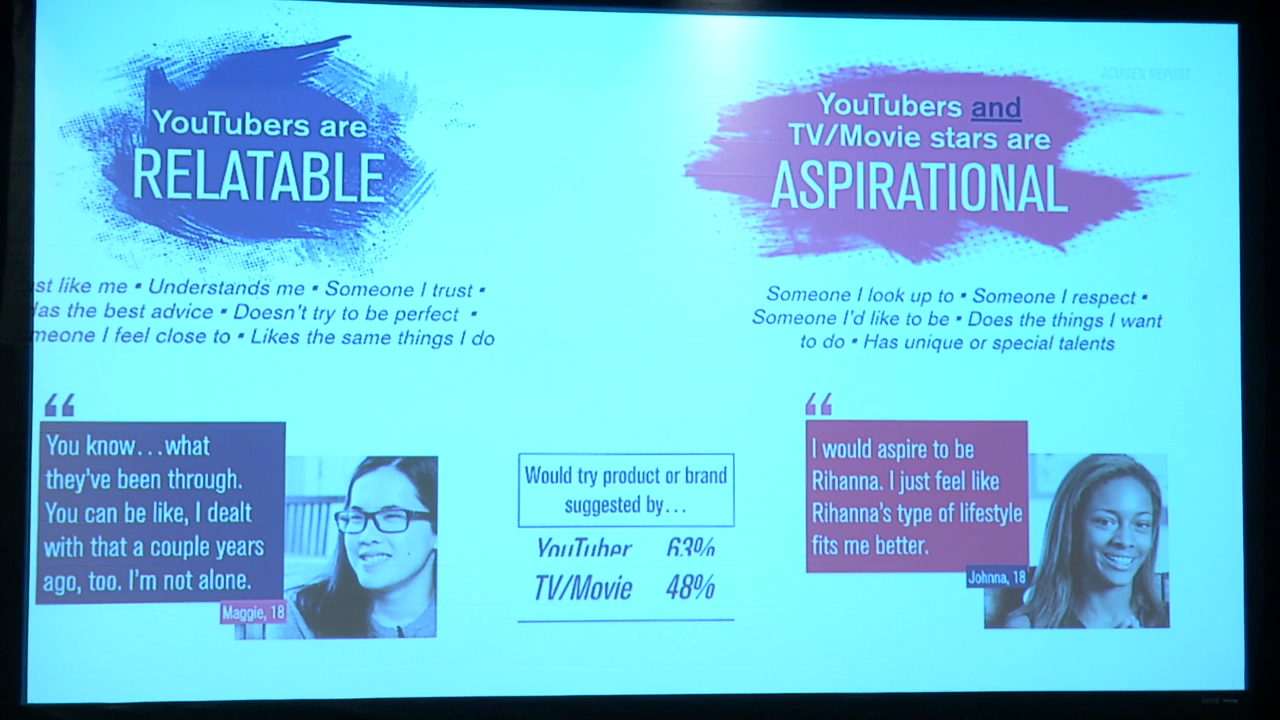 ACUMEN REPORT
YouTubers are
RELATABLE
st like me ▪ Understands me ▪ Someone I trust ▪
as the best advice ▪ Doesn't try to be perfect ▪
meone I feel close to ▪ Likes the same things I do
“
You know...what
they've been through.
You can be like, I dealt
with that a couple years
ago, too. I'm not alone.
Maggie, 18
Would try product or brand
suggested by...
YouTuber 63%
TV/Movie 48%
YouTubers and
TV/Movie stars are
ASPIRATIONAL
Someone I look up to ▪ Someone I respect ▪
Someone I'd like to be ▪ Does the things I want
to do ▪ Has unique or special talents
“
I would aspire to be
Rihanna. I just feel like
Rihanna's type of lifestyle
fits me better.
Johnna, 18